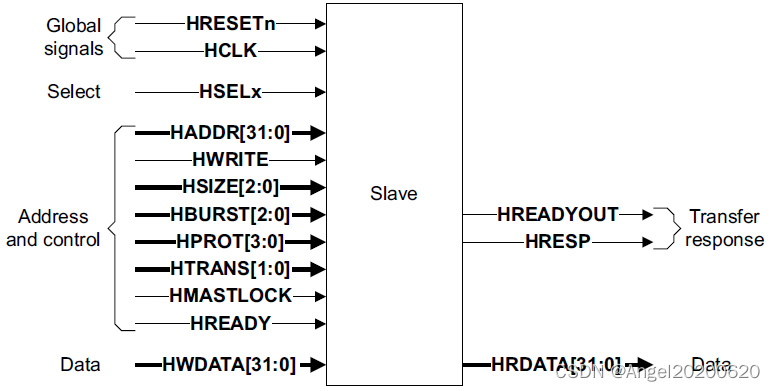 Global
signals
HRESETn
HCLK
Select
HSELx
Address
and control
HADDR[31:0]
HWRITE
HSIZE[2:0]
HBURST[2:0]
HPROT[3:0]
HTRANS[1:0]
HMASTLOCK
HREADY
Data
HWDATA[31:0]
Slave
HREADYOUT
HRESP
Transfer
response
HRDATA[31:0]
Data
CSDN @Angel20200620